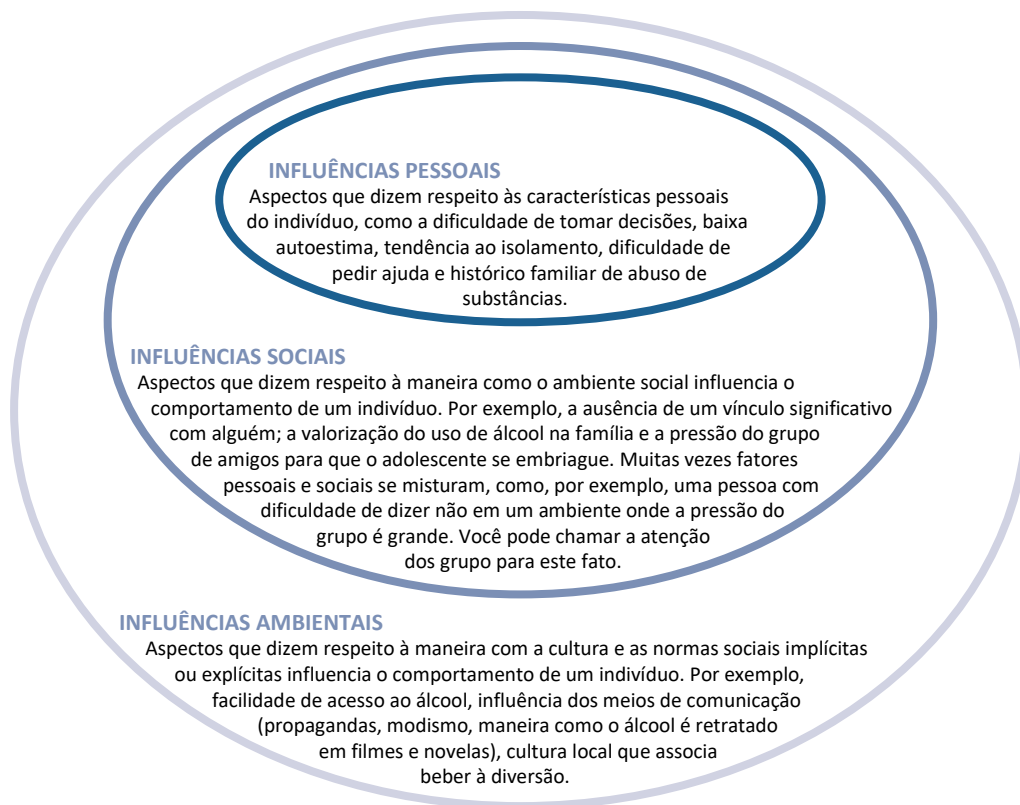 INFLUÊNCIAS PESSOAIS
Aspectos que dizem respeito às características pessoais
do indivíduo, como a dificuldade de tomar decisões, baixa
autoestima, tendência ao isolamento, dificuldade de
pedir ajuda e histórico familiar de abuso de
substâncias.
INFLUÊNCIAS SOCIAIS
Aspectos que dizem respeito à maneira como o ambiente social influencia o
comportamento de um indivíduo. Por exemplo, a ausência de um vínculo significativo
com alguém; a valorização do uso de álcool na família e a pressão do grupo
de amigos para que o adolescente se embriague. Muitas vezes fatores
pessoais e sociais se misturam, como, por exemplo, uma pessoa com
dificuldade de dizer não em um ambiente onde a pressão do
grupo é grande. Você pode chamar a atenção
dos grupo para este fato.
INFLUÊNCIAS AMBIENTAIS
Aspectos que dizem respeito à maneira com a cultura e as normas sociais implícitas
ou explícitas influencia o comportamento de um indivíduo. Por exemplo,
facilidade de acesso ao álcool, influência dos meios de comunicação
(propagandas, modismo, maneira como o álcool é retratado
em filmes e novelas), cultura local que associa
beber à diversão.